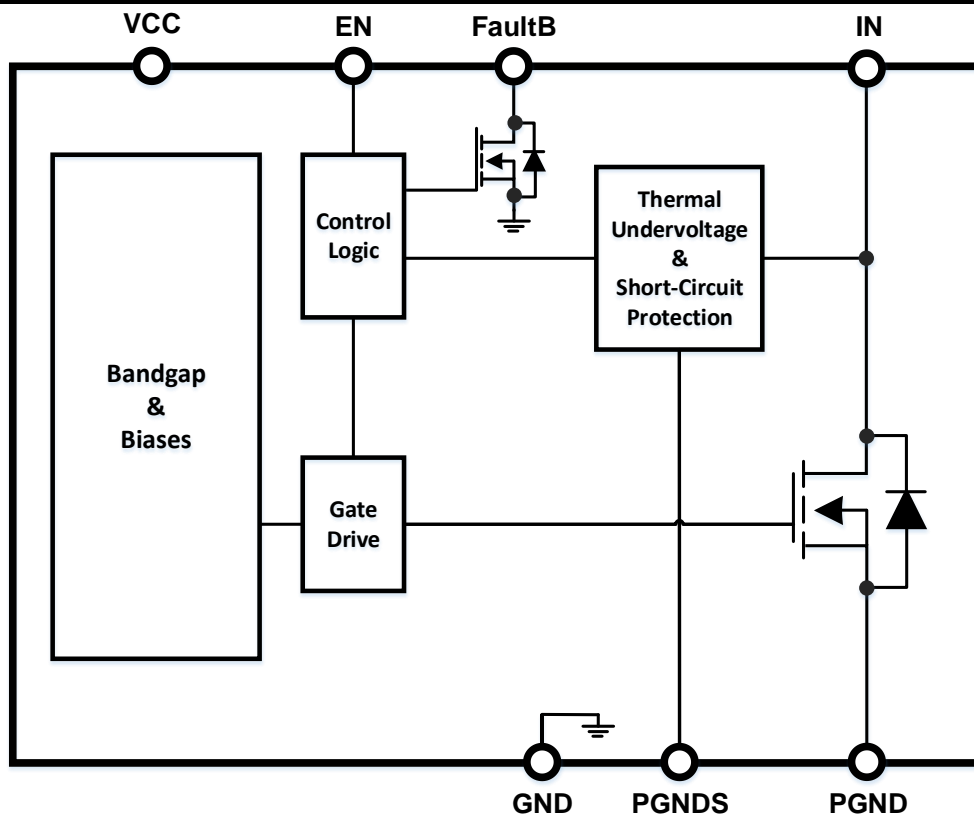 VCC
EN
FaultB
IN
Control
Logic
Thermal
Undervoltage
&
Short-Circuit
Protection
Bandgap
&
Biases
Gate
Drive
GND
PGNDS
PGND